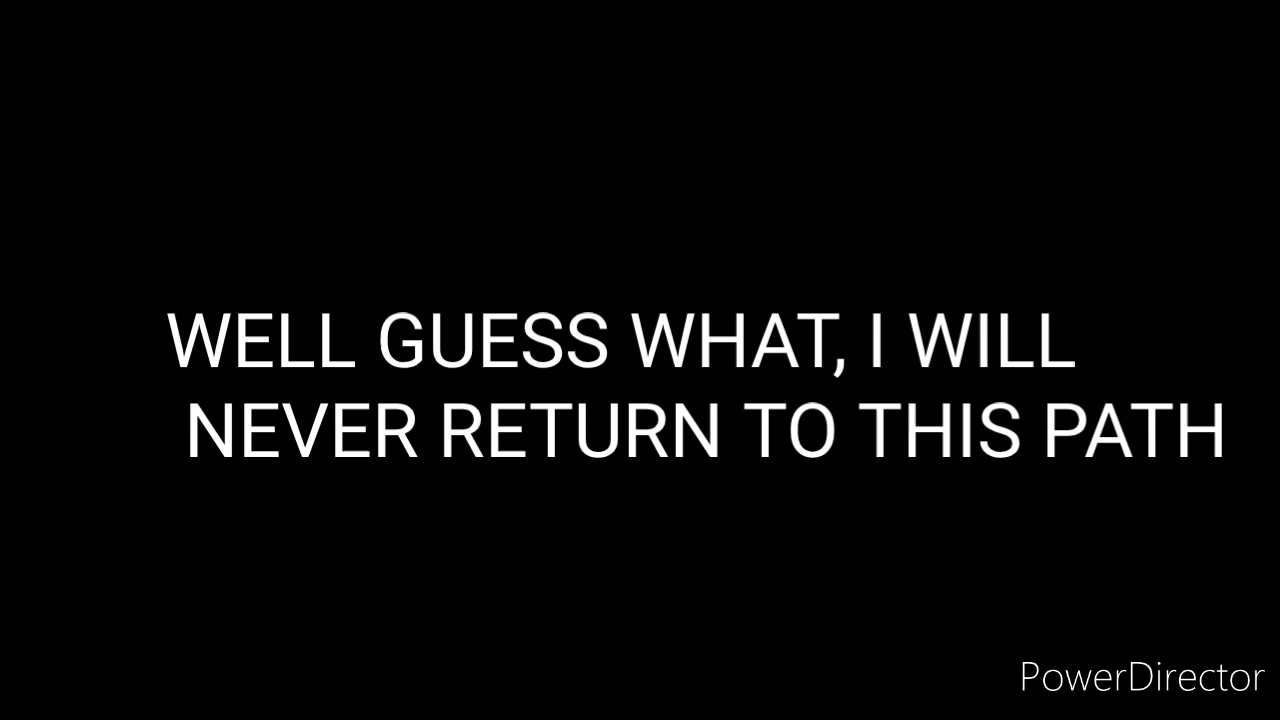 WELL GUESS WHAT, I WILL
NEVER RETURN TO THIS PATH
PowerDirector